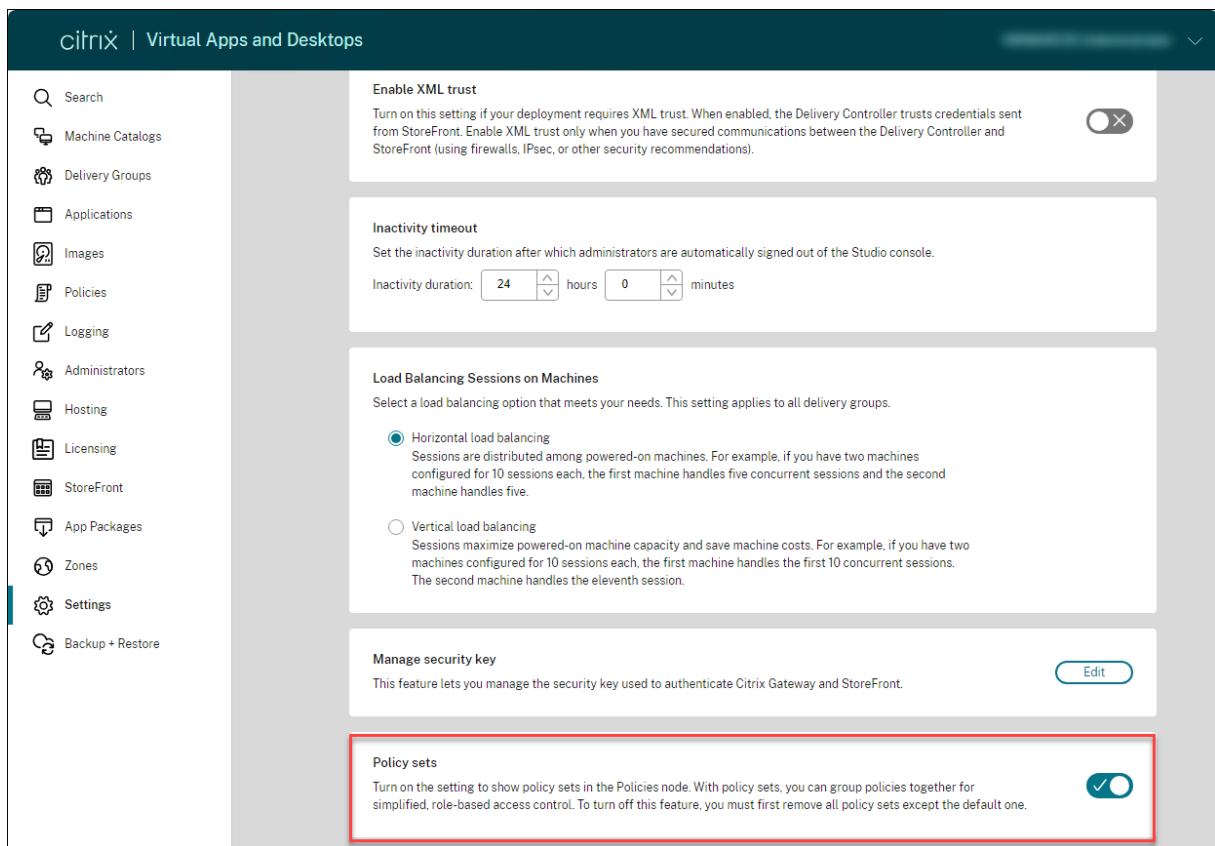 citrix | Virtual Apps and Desktops
Search
Machine Catalogs
Delivery Groups
Applications
Images
Policies
Logging
Administrators
Hosting
Licensing
StoreFront
App Packages
Zones
Settings
Backup + Restore
Enable XML trust
Turn on this setting if your deployment requires XML trust. When enabled, the Delivery Controller trusts credentials sent
from StoreFront. Enable XML trust only when you have secured communications between the Delivery Controller and
StoreFront (using firewalls, IPsec, or other security recommendations).
Inactivity timeout
Set the inactivity duration after which administrators are automatically signed out of the Studio console.
Inactivity duration: 24 hours 0 minutes
Load Balancing Sessions on Machines
Select a load balancing option that meets your needs. This setting applies to all delivery groups.
Horizontal load balancing
Sessions are distributed among powered-on machines. For example, if you have two machines
configured for 10 sessions each, the first machine handles five concurrent sessions and the second
machine handles five.
Vertical load balancing
Sessions maximize powered-on machine capacity and save machine costs. For example, if you have two
machines configured for 10 sessions each, the first machine handles the first 10 concurrent sessions.
The second machine handles the eleventh session.
Manage security key
This feature lets you manage the security key used to authenticate Citrix Gateway and StoreFront.
Edit
Policy sets
Turn on the setting to show policy sets in the Policies node. With policy sets, you can group policies together for
simplified, role-based access control. To turn off this feature, you must first remove all policy sets except the default one.